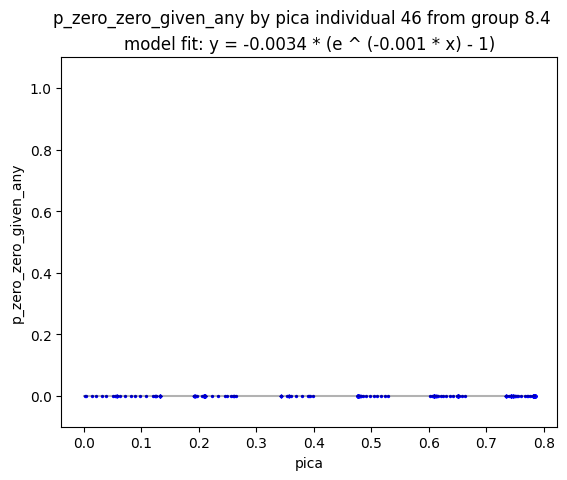 p_zero_zero_given_any by pica individual 46 from group 8.4
model fit: y = -0.0034 * (e ^ (-0.001 * x) - 1)
1.0
0.8
0.6
0.4
0.2
0.0
p_zero_zero_given_any
0.0 0.1 0.2 0.3 0.4 0.5 0.6 0.7 0.8
pica